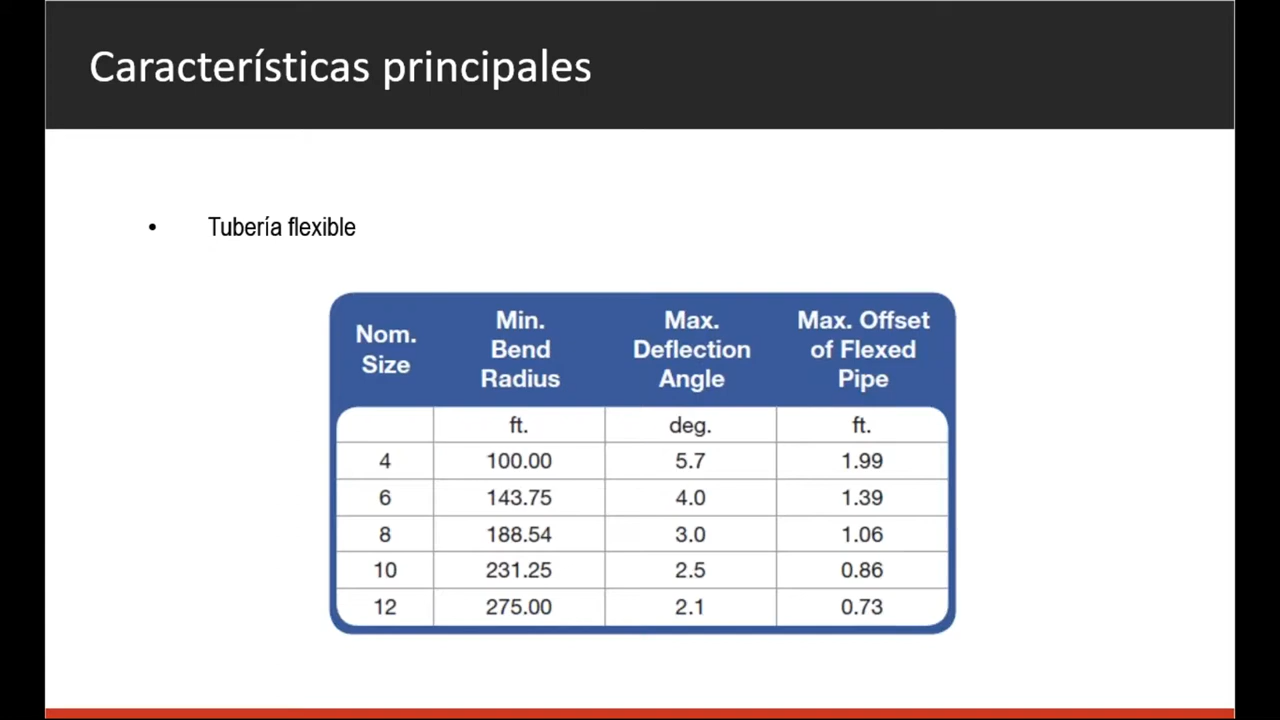 Características principales
• Tubería flexible
Nom. Size Min. Bend Radius Max. Deflection Angle Max. Offset of Flexed Pipe
ft. deg. ft.
4 100.00 5.7 1.99
6 143.75 4.0 1.39
8 188.54 3.0 1.06
10 231.25 2.5 0.86
12 275.00 2.1 0.73